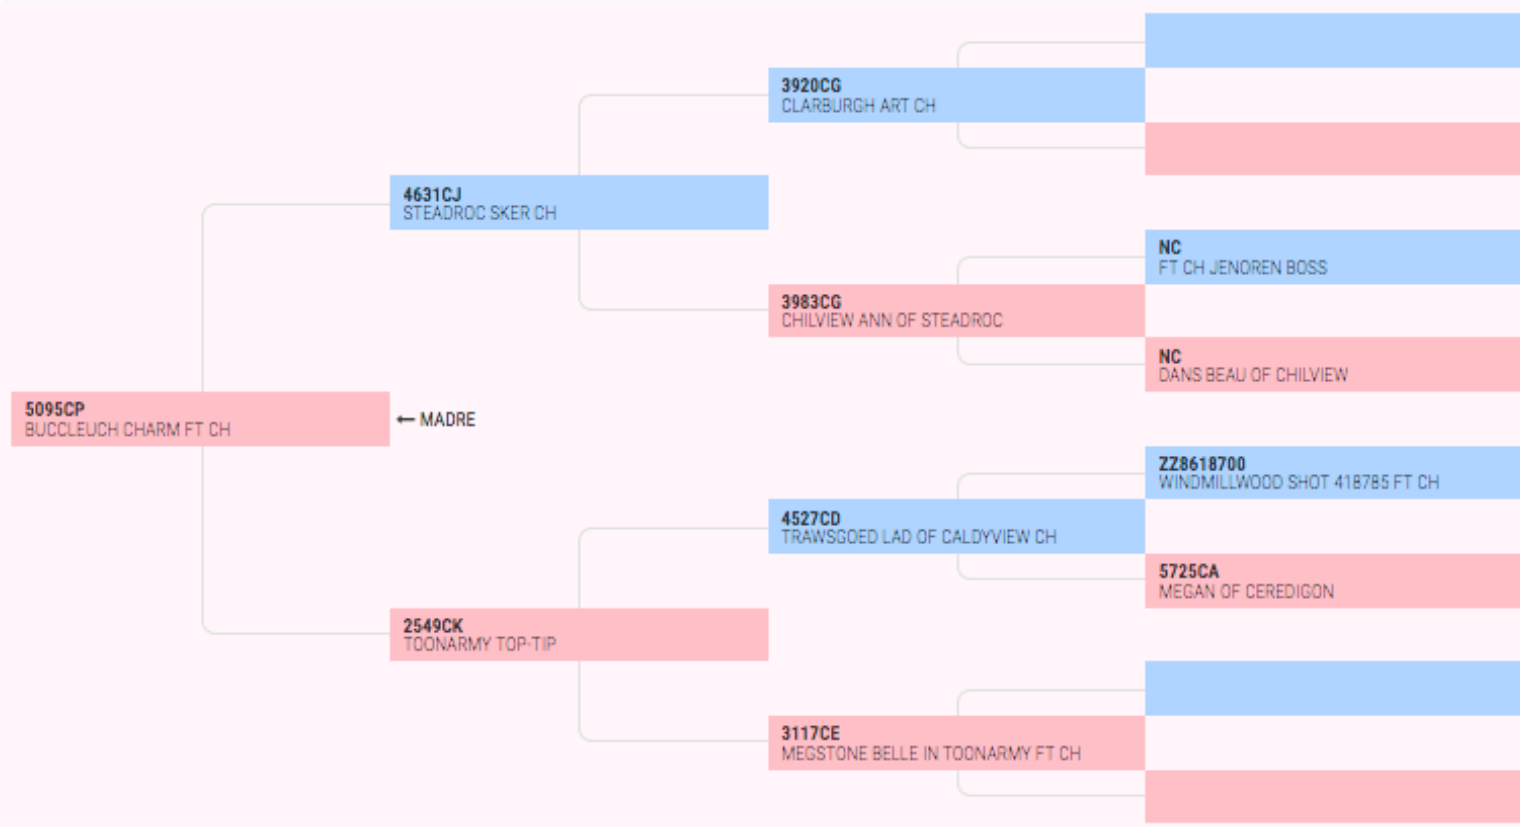 3920CG
CLARBURGH ART CH
4631CJ
STEADROC SKER CH
NC
FT CH JENOREN BOSS
3983CG
CHILVIEW ANN OF STEADROC
NC
DANS BEAU OF CHILVIEW
5095CP
BUCCLEUCH CHARM FT CH
← MADRE
ZZ8618700
WINDMILLWOOD SHOT 418785 FT CH
4527CD
TRAWSGOED LAD OF CALDYVIEW CH
5725CA
MEGAN OF CEREDIGON
2549CK
TOONARMY TOP-TIP
3117CE
MEGSTONE BELLE IN TOONARMY FT CH